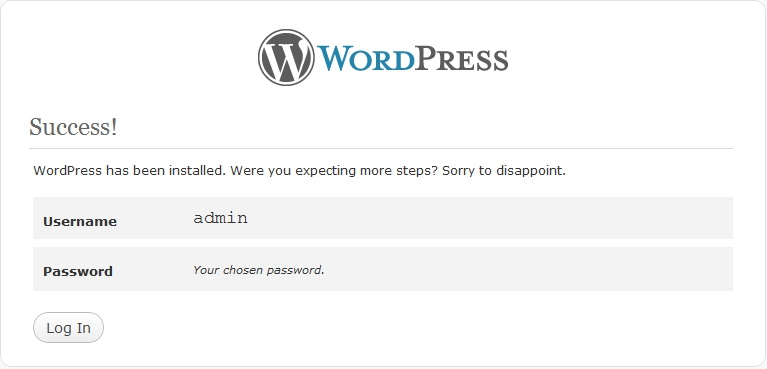 WORDPRESS
Success!
WordPress has been installed. Were you expecting more steps? Sorry to disappoint.
Username admin
Password Your chosen password.
Log In